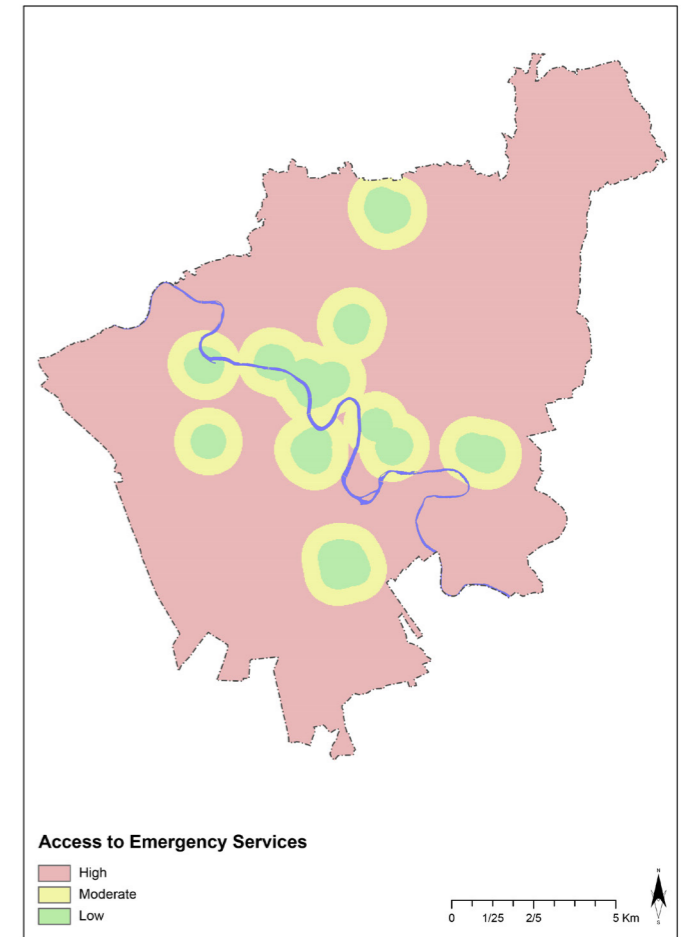 Access to Emergency Services
High
Moderate
Low
N
0 1/25 2/5 5 Km
S